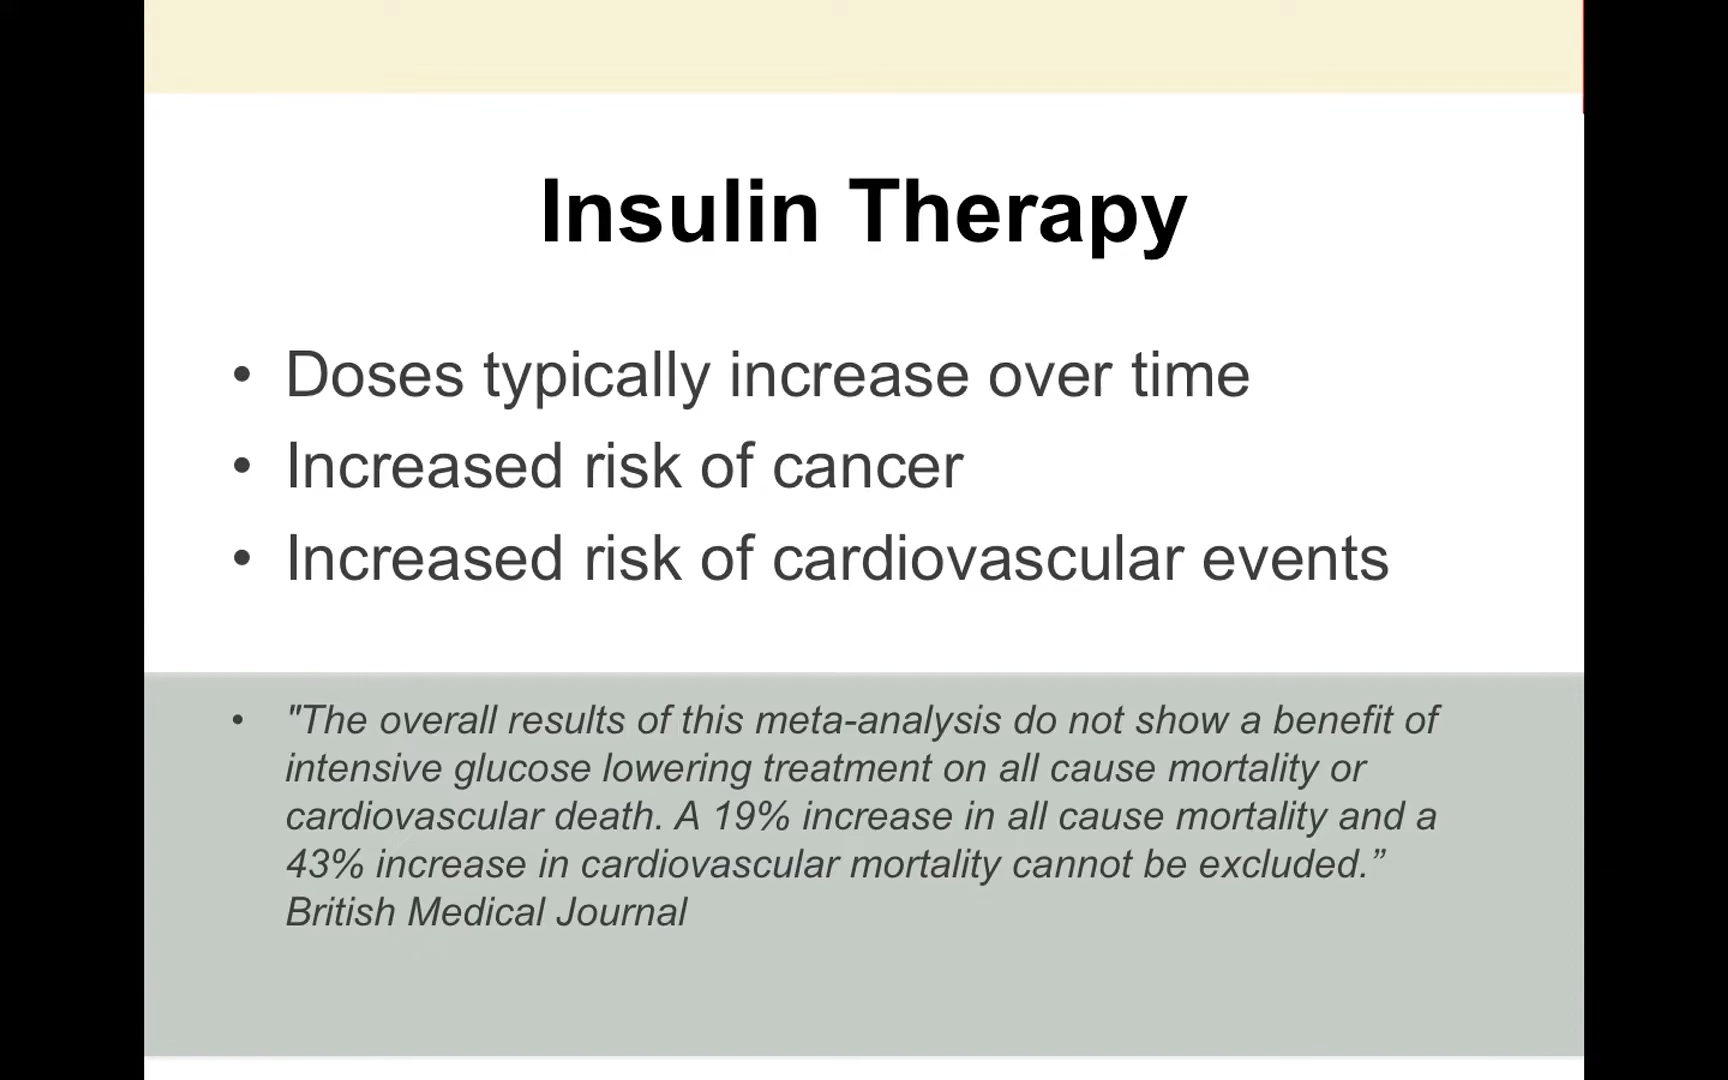 Insulin Therapy
• Doses typically increase over time
• Increased risk of cancer
• Increased risk of cardiovascular events
• "The overall results of this meta-analysis do not show a benefit of
intensive glucose lowering treatment on all cause mortality or
cardiovascular death. A 19% increase in all cause mortality and a
43% increase in cardiovascular mortality cannot be excluded.”
British Medical Journal